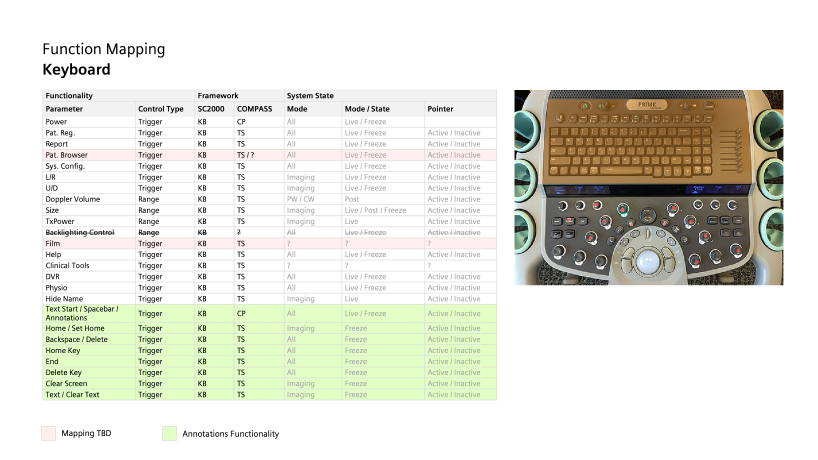 Function Mapping
Keyboard
Functionality Framework System State
Parameter Control Type SC2000 COMPASS Mode Mode / State Pointer
Power Trigger KB CP All Live / Freeze
Pat. Reg. Trigger KB TS All Live / Freeze Active / Inactive
Report Trigger KB TS All Live / Freeze Active / Inactive
Pat. Browser Trigger KB TS / ? All Live / Freeze Active / Inactive
Sys. Config. Trigger KB TS All Live / Freeze Active / Inactive
L/R Trigger KB TS Imaging Live / Freeze Active / Inactive
U/D Trigger KB TS Imaging Live / Freeze Active / Inactive
Doppler Volume Range KB TS PW / CW Post Active / Inactive
Size Range KB TS Imaging Live / Post / Freeze Active / Inactive
TxPower Range KB TS Imaging Live Active / Inactive
Backlighting Control Range KB ? All Live / Freeze Active / Inactive
Film Trigger KB TS ? ? ?
Help Trigger KB TS All Live / Freeze Active / Inactive
Clinical Tools Trigger KB TS ? ? ?
DVR Trigger KB TS All Live / Freeze Active / Inactive
Physio Trigger KB TS All Live / Freeze Active / Inactive
Hide Name Trigger KB TS Imaging Live Active / Inactive
Text Start / Spacebar /
Annotations Trigger KB CP All Live / Freeze Active / Inactive
Home / Set Home Trigger KB TS Imaging Freeze Active / Inactive
Backspace / Delete Trigger KB TS All Freeze Active / Inactive
Home Key Trigger KB TS All Freeze Active / Inactive
End Trigger KB TS All Freeze Active / Inactive
Delete Key Trigger KB TS All Freeze Active / Inactive
Clear Screen Trigger KB TS Imaging Freeze Active / Inactive
Text / Clear Text Trigger KB TS Imaging Freeze Active / Inactive
PRIME
Mapping TBD Annotations Functionality